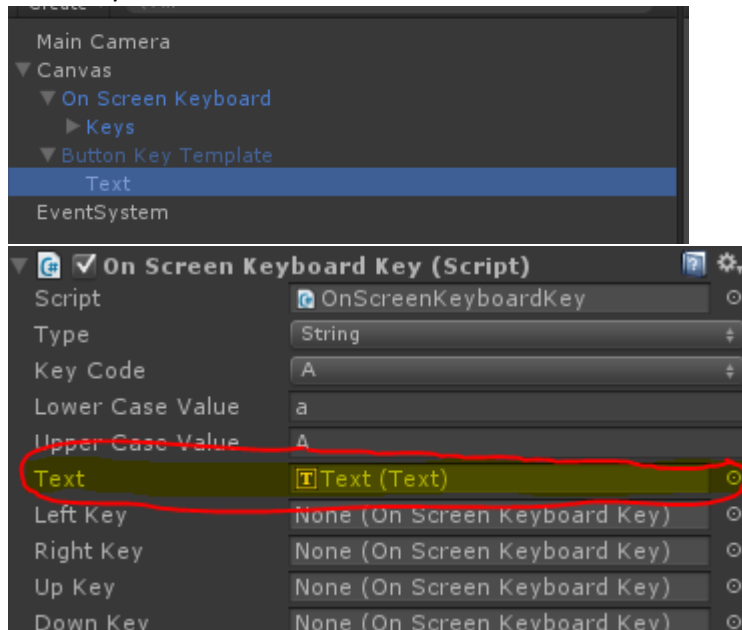 Main Camera
Canvas
On Screen Keyboard
Keys
Button Key Template
Text
EventSystem
On Screen Keyboard Key (Script)
Script OnScreenKeyboardKey
Type String
Key Code A
Lower Case Value a
Upper Case Value A
Text Text (Text)
Left Key None (On Screen Keyboard Key)
Right Key None (On Screen Keyboard Key)
Up Key None (On Screen Keyboard Key)
Down Key None (On Screen Keyboard Key)